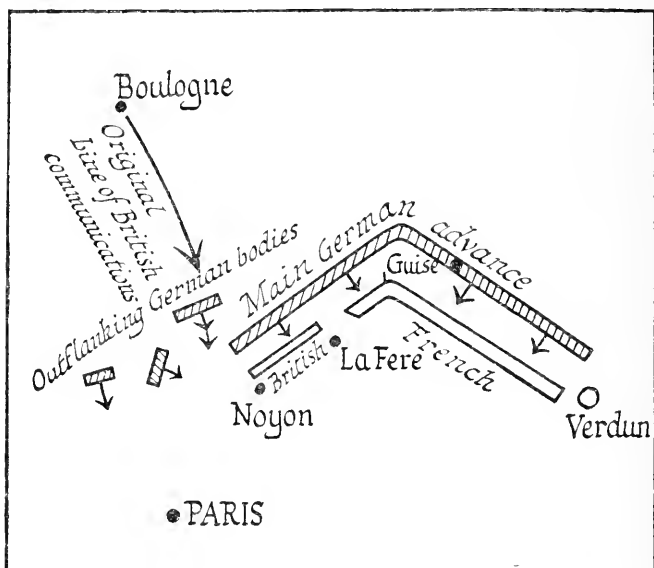 Boulogne
Original
Line of British
communications
Outflanking German bodies
Main German advance
Guise
British
La Fere
French
Noyon
Verdun
PARIS